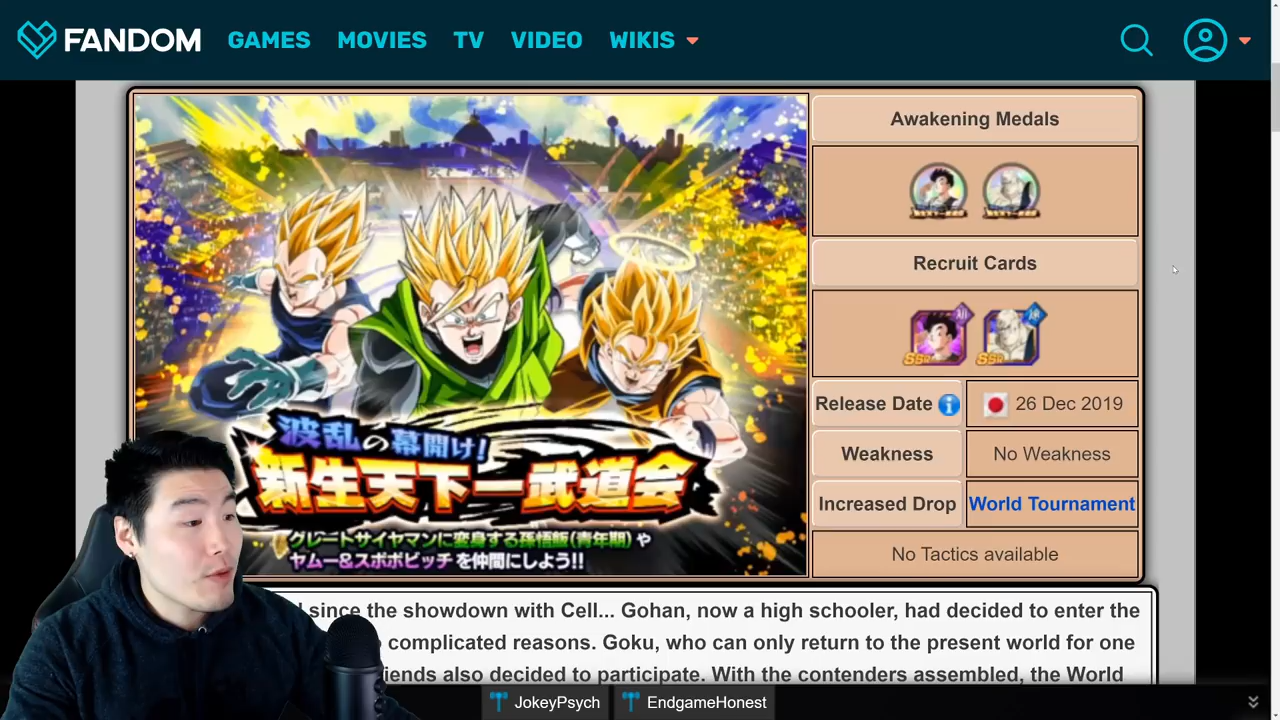 FANDOM GAMES MOVIES TV VIDEO WIKIS
Awakening Medals
Recruit Cards
SSR SSR
Release Date 26 Dec 2019
Weakness No Weakness
Increased Drop World Tournament
No Tactics available
波乱の幕開け!
新生天下一武道会
グレートサイヤマンに変身する孫悟飯(青年期)や
ヤムー&スポポビッチを仲間にしよう!!
since the showdown with Cell... Gohan, now a high schooler, had decided to enter the
complicated reasons. Goku, who can only return to the present world for one
iends also decided to participate. With the contenders assembled, the World
JokeyPsych EndgameHonest